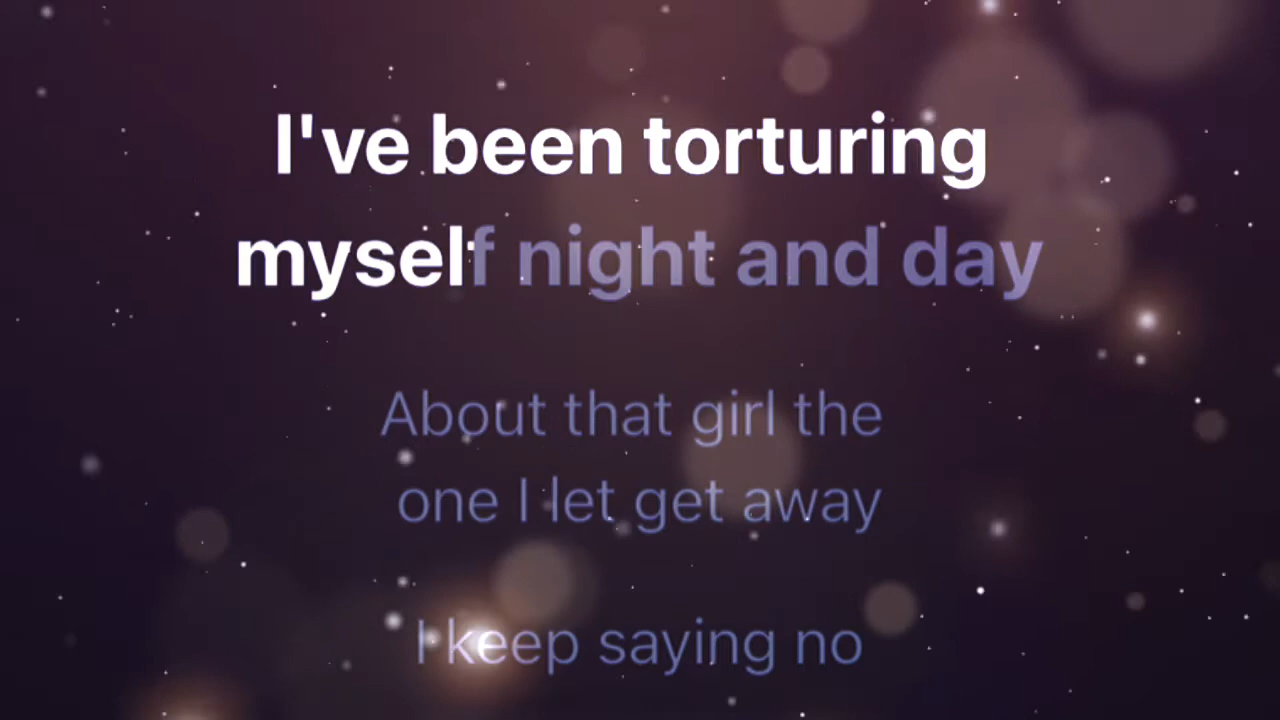 I've been torturing
myself night and day
About that girl the
one I let get away
I keep saying no